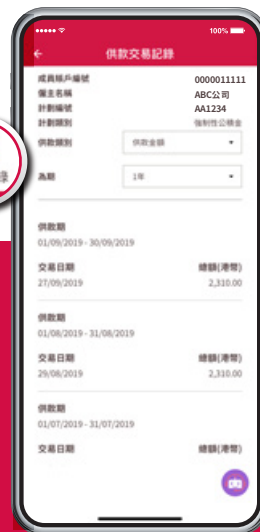 100%
供款交易記錄
成員賬戶編號 0000011111
僱主名稱 ABC公司
計劃編號 AA1234
計劃類別 強制性公積金
供款類別 供款金額
為期 1年
供款期
01/09/2019 - 30/09/2019
交易日期 總額(港幣)
27/09/2019 2,310.00
供款期
01/08/2019 - 31/08/2019
交易日期 總額(港幣)
29/08/2019 2,310.00
供款期
01/07/2019 - 31/07/2019
交易日期 總額(港幣)